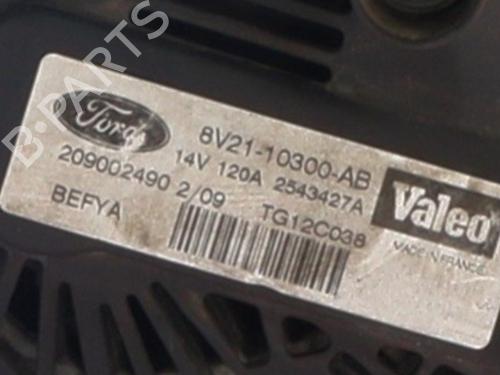 B-PARTS
Ford
8V21-10300-AB
14V 120A 2543427A
209002490 2/09
BEFYA
TG12C038
Valeo
MADE IN FRANCE